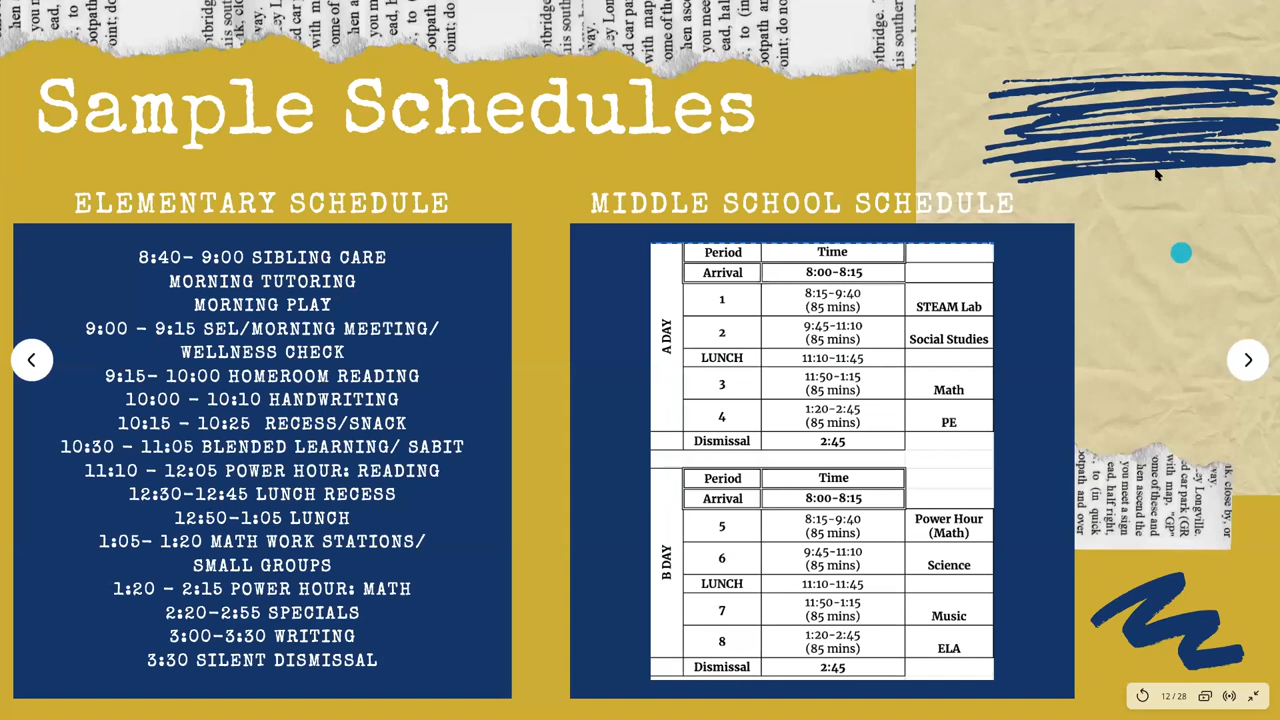 Sample Schedules
ELEMENTARY SCHEDULE
8:40- 9:00 SIBLING CARE
MORNING TUTORING
MORNING PLAY
9:00 - 9:15 SEL/MORNING MEETING/
WELLNESS CHECK
9:15- 10:00 HOMEROOM READING
10:00 - 10:10 HANDWRITING
10:15 - 10:25 RECESS/SNACK
10:30 - 11:05 BLENDED LEARNING/ SABIT
11:10 - 12:05 POWER HOUR: READING
12:30-12:45 LUNCH RECESS
12:50-1:05 LUNCH
1:05- 1:20 MATH WORK STATIONS/
SMALL GROUPS
1:20 - 2:15 POWER HOUR: MATH
2:20-2:55 SPECIALS
3:00-3:30 WRITING
3:30 SILENT DISMISSAL
MIDDLE SCHOOL SCHEDULE
A DAY
Period Time
Arrival 8:00-8:15
1 8:15-9:40 (85 mins) STEAM Lab
2 9:45-11:10 (85 mins) Social Studies
LUNCH 11:10-11:45
3 11:50-1:15 (85 mins) Math
4 1:20-2:45 (85 mins) PE
Dismissal 2:45
B DAY
Period Time
Arrival 8:00-8:15
5 8:15-9:40 (85 mins) Power Hour (Math)
6 9:45-11:10 (85 mins) Science
LUNCH 11:10-11:45
7 11:50-1:15 (85 mins) Music
8 1:20-2:45 (85 mins) ELA
Dismissal 2:45
12 / 28